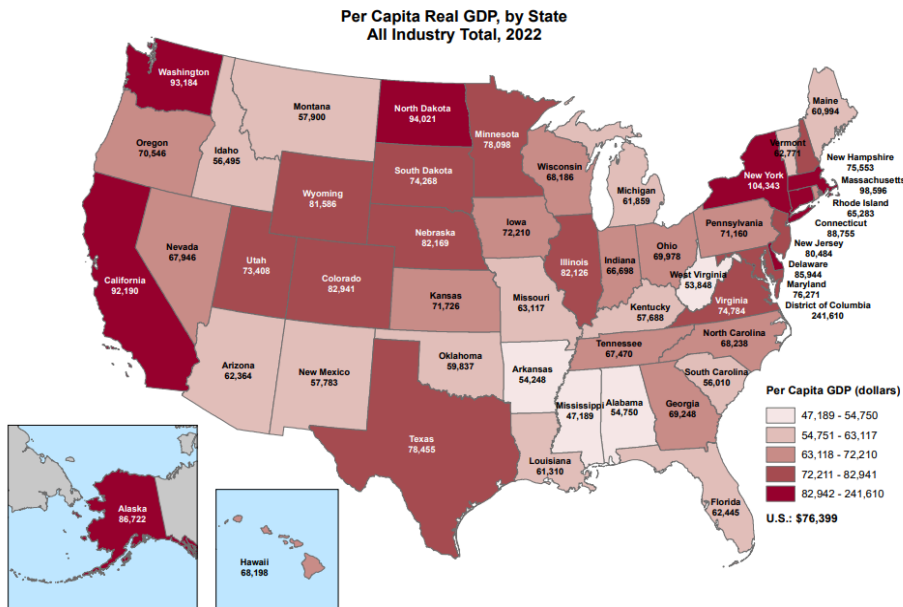 Per Capita Real GDP, by State
All Industry Total, 2022
Washington
93,184
Montana
57,900
North Dakota
94,021
Minnesota
78,098
Maine
60,994
Oregon
70,546
Idaho
56,495
Wyoming
81,586
South Dakota
74,268
Wisconsin
68,186
Michigan
61,859
Vermont
62,771
New York
104,343
New Hampshire
75,553
Massachusetts
98,596
Rhode Island
65,283
Connecticut
88,755
New Jersey
80,484
Delaware
85,944
Maryland
76,271
District of Columbia
241,610
California
92,190
Nevada
67,946
Utah
73,408
Colorado
82,941
Nebraska
82,169
Kansas
71,726
Iowa
72,210
Missouri
63,117
Illinois
82,126
Indiana
66,698
Ohio
69,978
Pennsylvania
71,160
West Virginia
53,848
Virginia
74,784
Kentucky
57,688
Tennessee
67,470
North Carolina
68,238
South Carolina
56,010
Arizona
62,364
New Mexico
57,783
Oklahoma
59,837
Arkansas
54,248
Mississippi
47,189
Alabama
54,750
Georgia
69,248
Texas
78,455
Louisiana
61,310
Florida
62,445
Alaska
86,722
Hawaii
68,198
Per Capita GDP (dollars)
47,189 - 54,750
54,751 - 63,117
63,118 - 72,210
72,211 - 82,941
82,942 - 241,610
U.S.: $76,399